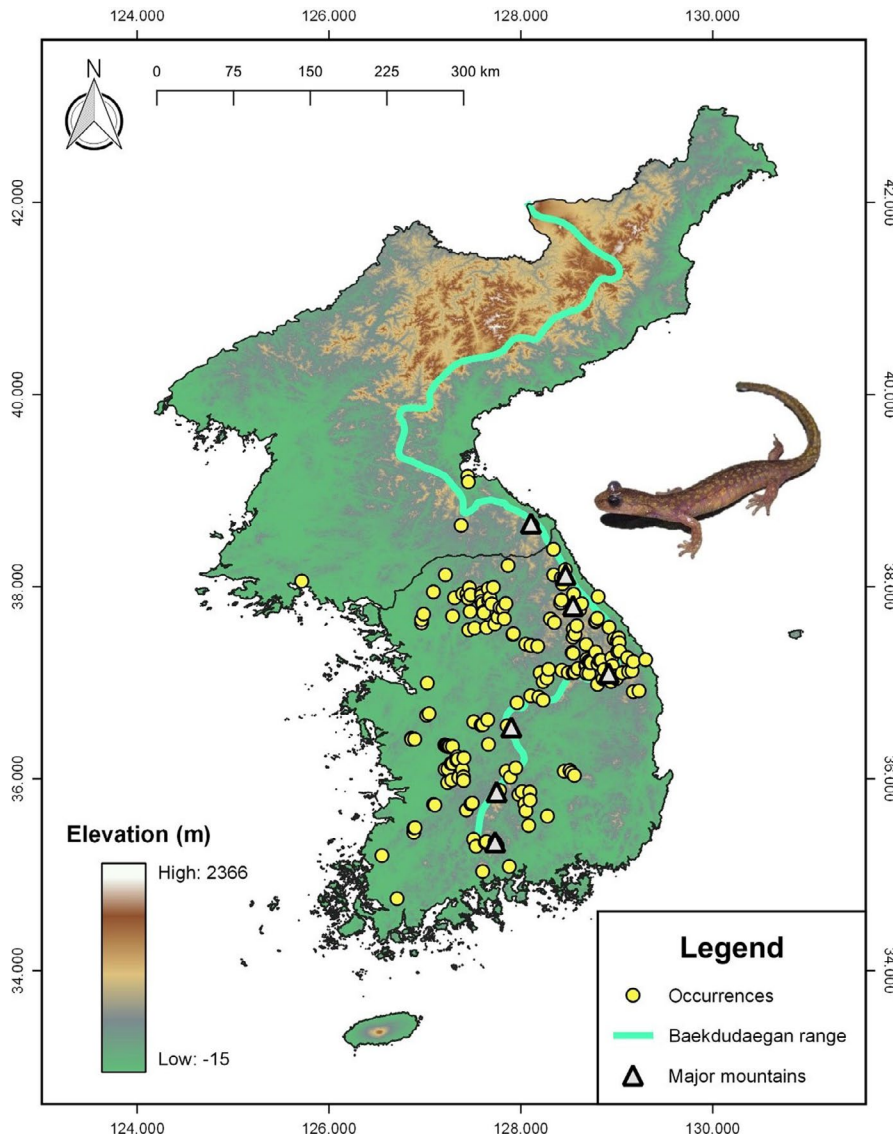 124.000 126.000 128.000 130.000
N
0 75 150 225 300 km
42.000 42.000
40.000 40.000
38.000 38.000
36.000 36.000
34.000 34.000
Elevation (m)
High: 2366
Low: -15
Legend
Occurrences
Baekdudaegan range
Major mountains
124.000 126.000 128.000 130.000